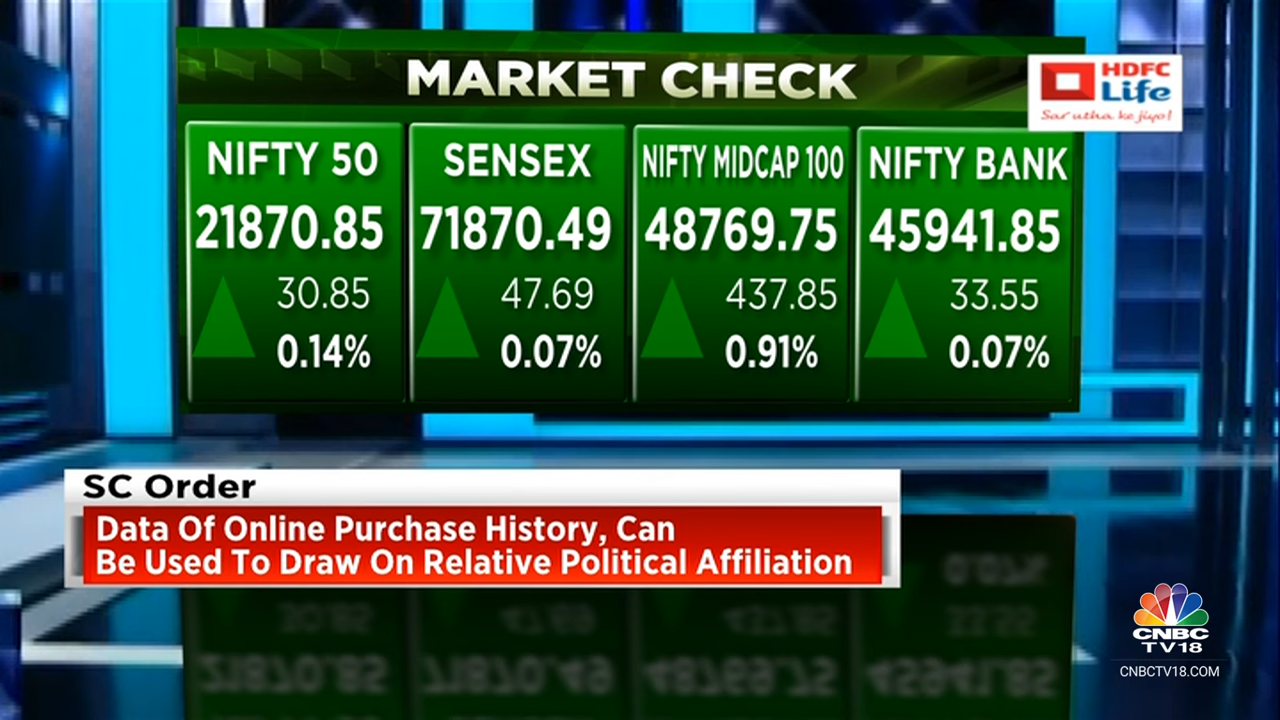 MARKET CHECK
HDFC
Life
Sar utha ke jiyo!
NIFTY 50
21870.85
30.85
0.14%
SENSEX
71870.49
47.69
0.07%
NIFTY MIDCAP 100
48769.75
437.85
0.91%
NIFTY BANK
45941.85
33.55
0.07%
SC Order
Data Of Online Purchase History, Can
Be Used To Draw On Relative Political Affiliation
CNBC
TV18
CNBCTV18.COM